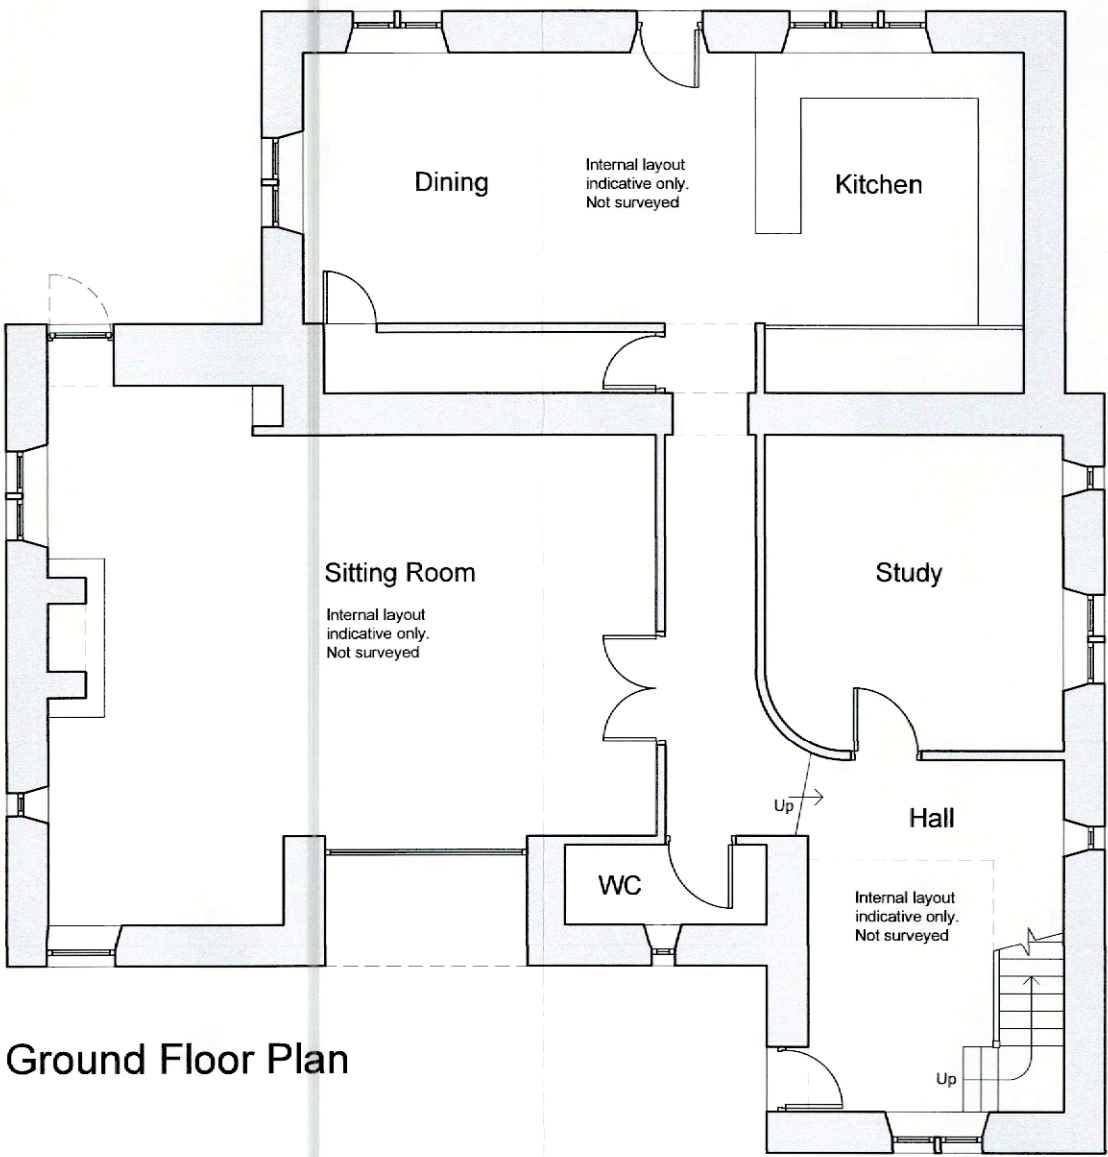 Dining
Internal layout
indicative only.
Not surveyed
Kitchen
Sitting Room
Internal layout
indicative only.
Not surveyed
Study
Up
Hall
WC
Internal layout
indicative only.
Not surveyed
Up
Ground Floor Plan